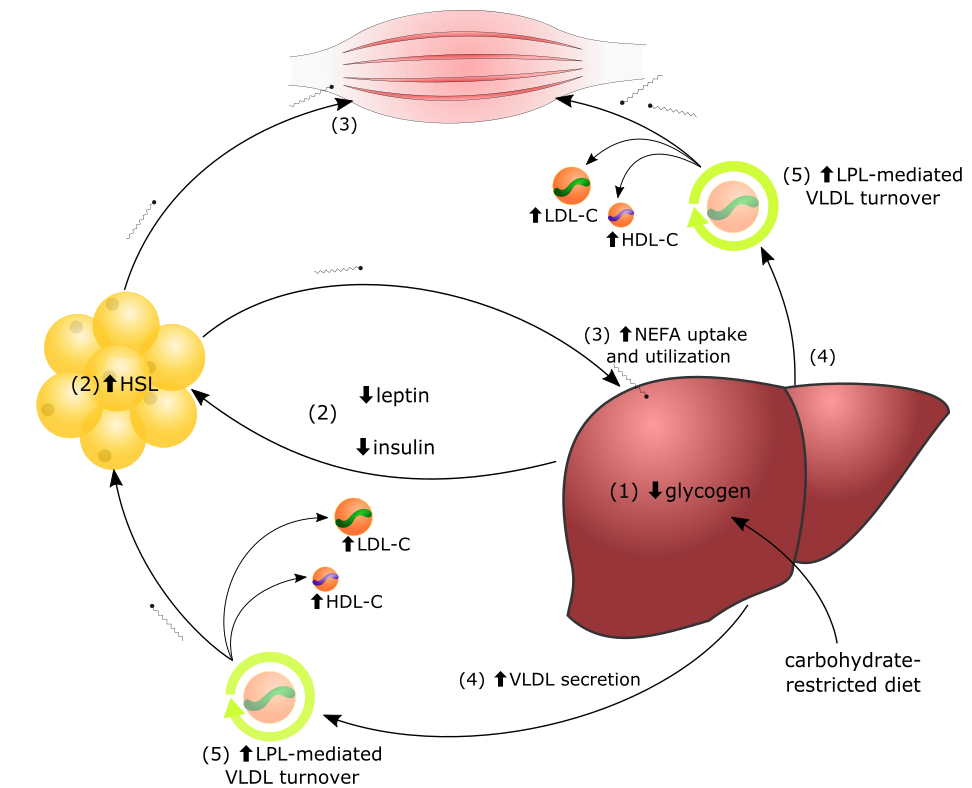 (3)
(5) ⬆LPL-mediated
VLDL turnover
⬆LDL-C
⬆HDL-C
(3) ⬆NEFA uptake
and utilization
(4)
(2)⬆HSL
(2)
⬇leptin
⬇insulin
(1) ⬇glycogen
⬆LDL-C
⬆HDL-C
carbohydrate-
restricted diet
(4) ⬆VLDL secretion
(5) ⬆LPL-mediated
VLDL turnover